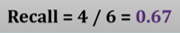 Recall = 4 / 6 = 0.67